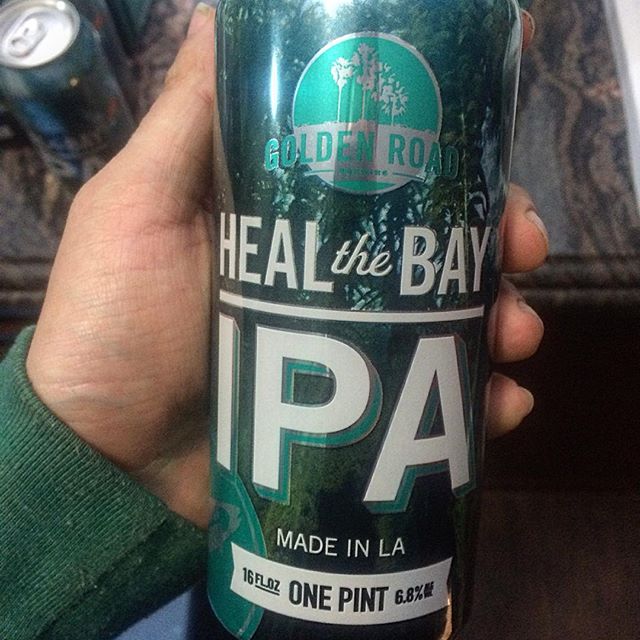 GOLDEN ROAD
HEAL the BAY
IPA
MADE IN LA
16 FL.OZ ONE PINT 6.8%